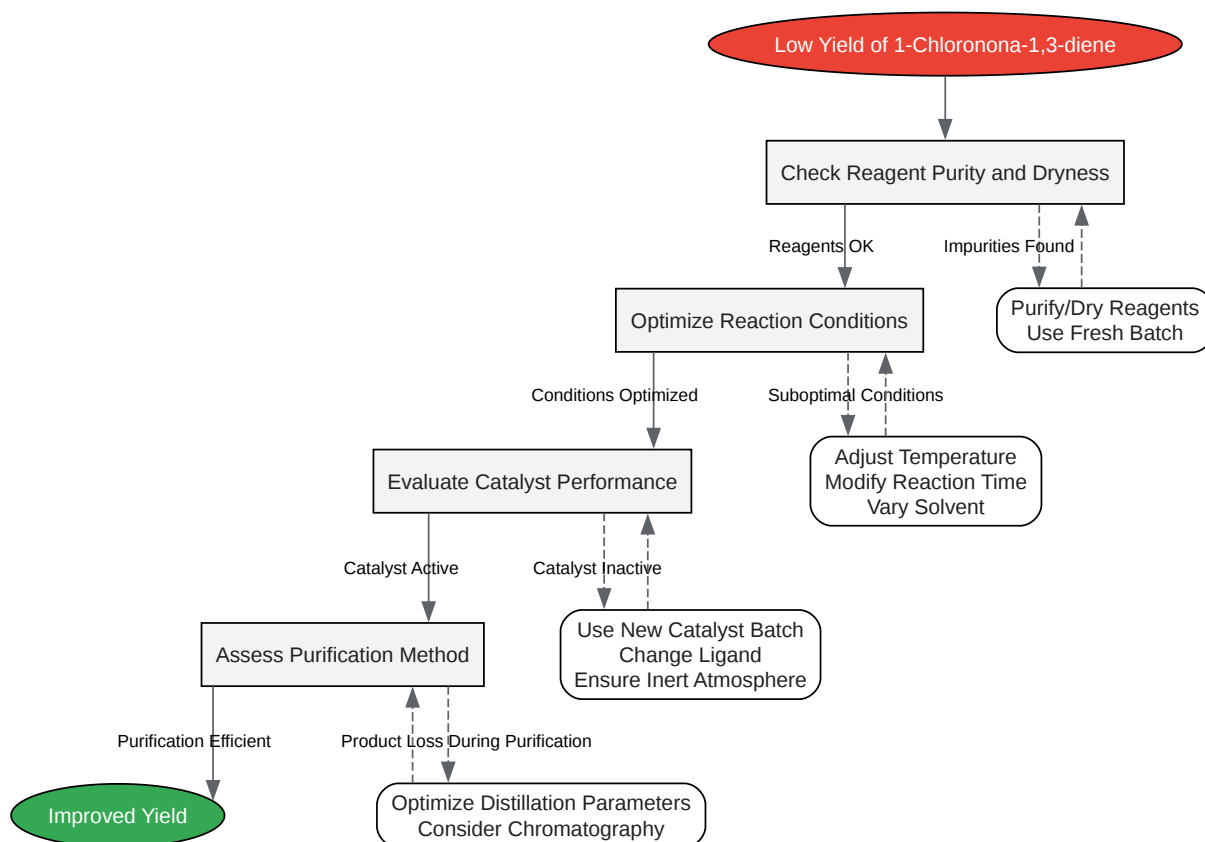 Low Yield of 1-Chloronona-1,3-diene
Check Reagent Purity and Dryness
Reagents OK
Impurities Found
Purify/Dry Reagents
Use Fresh Batch
Optimize Reaction Conditions
Conditions Optimized
Suboptimal Conditions
Adjust Temperature
Modify Reaction Time
Vary Solvent
Evaluate Catalyst Performance
Catalyst Active
Catalyst Inactive
Use New Catalyst Batch
Change Ligand
Ensure Inert Atmosphere
Assess Purification Method
Purification Efficient
Product Loss During Purification
Improved Yield
Optimize Distillation Parameters
Consider Chromatography